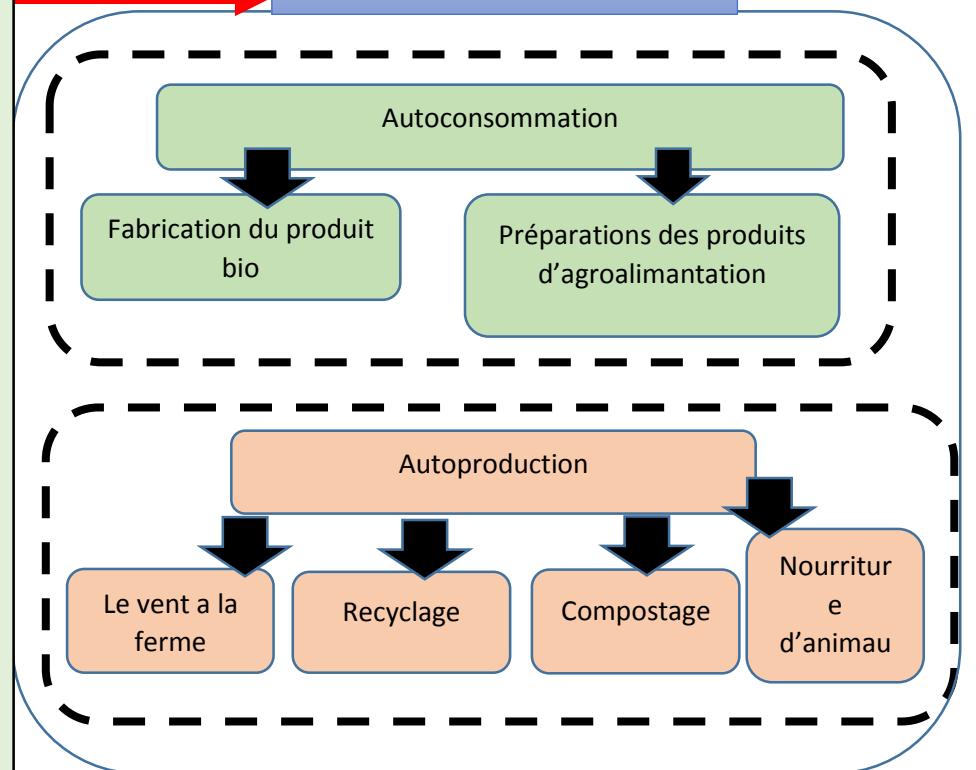 Autoconsommation
Fabrication du produit
bio
Préparations des produits
d’agroalimantation
Autoproduction
Le vent a la
ferme
Recyclage
Compostage
Nourritur
e
d’animau